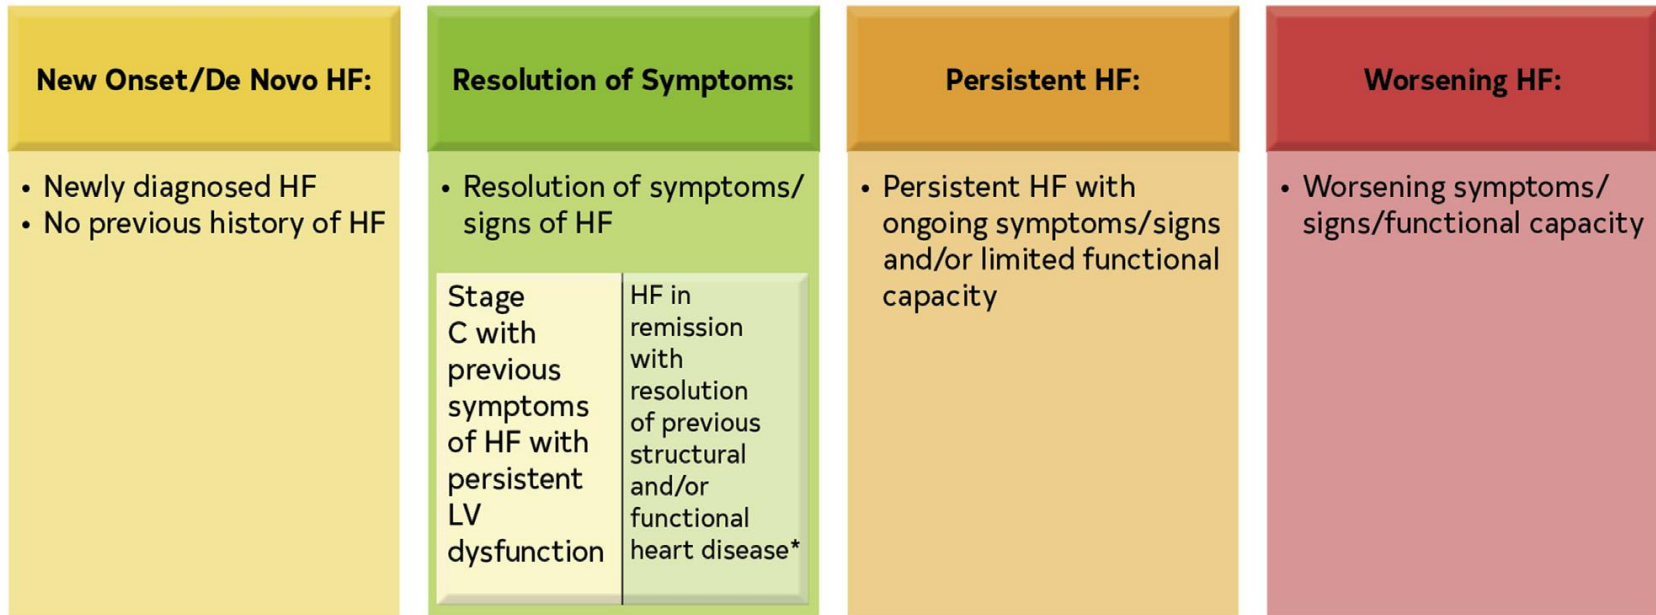 New Onset/De Novo HF:
• Newly diagnosed HF
• No previous history of HF
Resolution of Symptoms:
• Resolution of symptoms/
signs of HF
Stage
C with
previous
symptoms
of HF with
persistent
LV
dysfunction
HF in
remission
with
resolution
of previous
structural
and/or
functional
heart disease*
Persistent HF:
• Persistent HF with
ongoing symptoms/signs
and/or limited functional
capacity
Worsening HF:
• Worsening symptoms/
signs/functional capacity